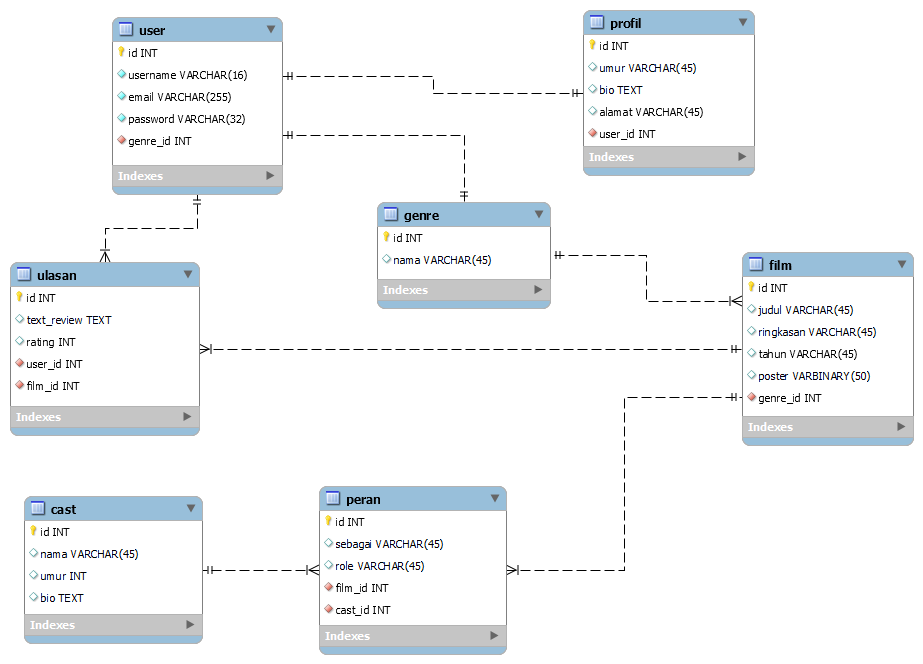 user
id INT
username VARCHAR(16)
email VARCHAR(255)
password VARCHAR(32)
genre_id INT
Indexes
profil
id INT
umur VARCHAR(45)
bio TEXT
alamat VARCHAR(45)
user_id INT
Indexes
genre
id INT
nama VARCHAR(45)
Indexes
ulasan
id INT
text_review TEXT
rating INT
user_id INT
film_id INT
Indexes
film
id INT
judul VARCHAR(45)
ringkasan VARCHAR(45)
tahun VARCHAR(45)
poster VARBINARY(50)
genre_id INT
Indexes
cast
id INT
nama VARCHAR(45)
umur INT
bio TEXT
Indexes
peran
id INT
sebagai VARCHAR(45)
role VARCHAR(45)
film_id INT
cast_id INT
Indexes